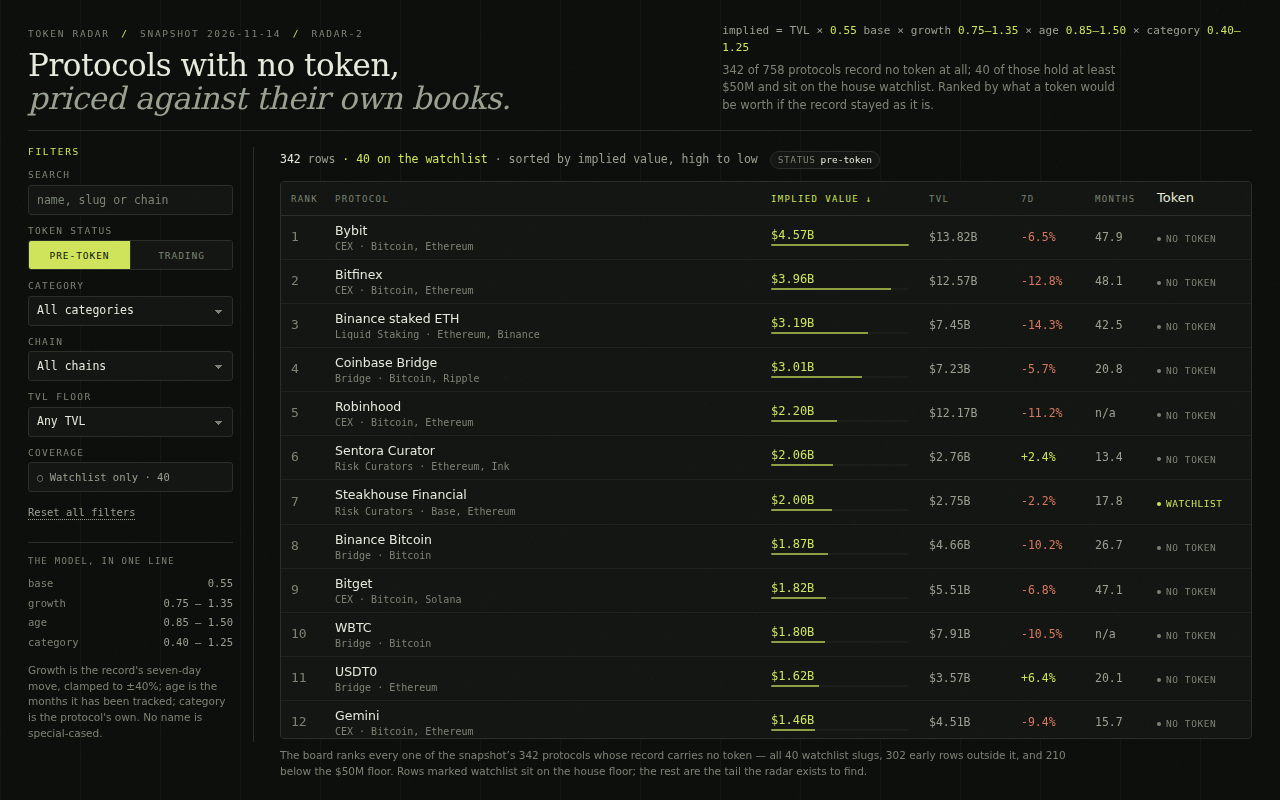 TOKEN RADAR / SNAPSHOT 2026-11-14 / RADAR-2
Protocols with no token,
priced against their own books.
implied = TVL × 0.55 base × growth 0.75–1.35 × age 0.85–1.50 × category 0.40–
1.25
342 of 758 protocols record no token at all; 40 of those hold at least
$50M and sit on the house watchlist. Ranked by what a token would
be worth if the record stayed as it is.
FILTERS
SEARCH
name, slug or chain
TOKEN STATUS
PRE-TOKEN TRADING
CATEGORY
All categories
CHAIN
All chains
TVL FLOOR
Any TVL
COVERAGE
○ Watchlist only · 40
Reset all filters
THE MODEL, IN ONE LINE
base 0.55
growth 0.75 – 1.35
age 0.85 – 1.50
category 0.40 – 1.25
Growth is the record's seven-day
move, clamped to ±40%; age is the
months it has been tracked; category
is the protocol's own. No name is
special-cased.
342 rows · 40 on the watchlist · sorted by implied value, high to low STATUS pre-token
RANK PROTOCOL IMPLIED VALUE ↓ TVL 7D MONTHS Token
1 Bybit $4.57B $13.82B -6.5% 47.9 • NO TOKEN
CEX · Bitcoin, Ethereum
2 Bitfinex $3.96B $12.57B -12.8% 48.1 • NO TOKEN
CEX · Bitcoin, Ethereum
3 Binance staked ETH $3.19B $7.45B -14.3% 42.5 • NO TOKEN
Liquid Staking · Ethereum, Binance
4 Coinbase Bridge $3.01B $7.23B -5.7% 20.8 • NO TOKEN
Bridge · Bitcoin, Ripple
5 Robinhood $2.20B $12.17B -11.2% n/a • NO TOKEN
CEX · Bitcoin, Ethereum
6 Sentora Curator $2.06B $2.76B +2.4% 13.4 • NO TOKEN
Risk Curators · Ethereum, Ink
7 Steakhouse Financial $2.00B $2.75B -2.2% 17.8 • WATCHLIST
Risk Curators · Base, Ethereum
8 Binance Bitcoin $1.87B $4.66B -10.2% 26.7 • NO TOKEN
Bridge · Bitcoin
9 Bitget $1.82B $5.51B -6.8% 47.1 • NO TOKEN
CEX · Bitcoin, Solana
10 WBTC $1.80B $7.91B -10.5% n/a • NO TOKEN
Bridge · Bitcoin
11 USDT0 $1.62B $3.57B +6.4% 20.1 • NO TOKEN
Bridge · Ethereum
12 Gemini $1.46B $4.51B -9.4% 15.7 • NO TOKEN
CEX · Bitcoin, Ethereum
The board ranks every one of the snapshot’s 342 protocols whose record carries no token — all 40 watchlist slugs, 302 early rows outside it, and 210
below the $50M floor. Rows marked watchlist sit on the house floor; the rest are the tail the radar exists to find.